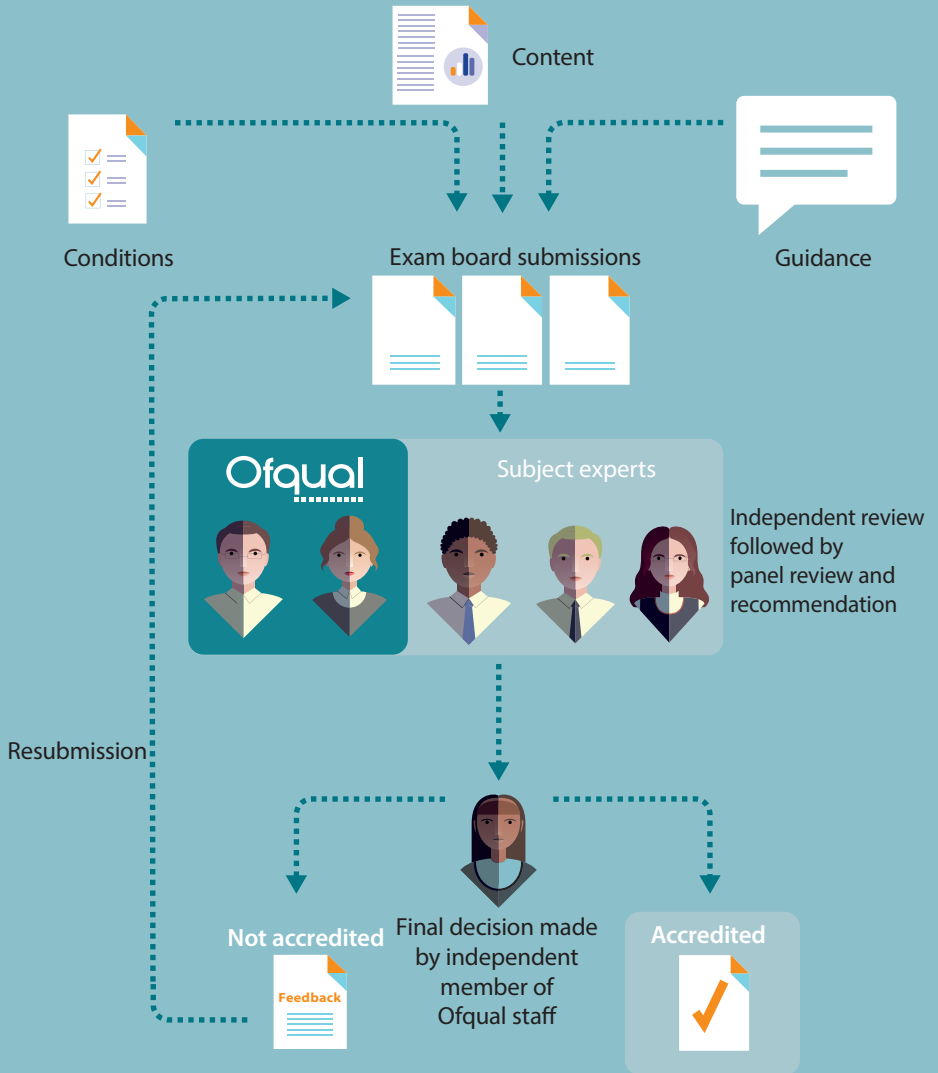 Content
Conditions
Guidance
Exam board submissions
Ofqual
Subject experts
Independent review
followed by
panel review and
recommendation
Resubmission
Not accredited
Feedback
Final decision made
by independent
member of
Ofqual staff
Accredited